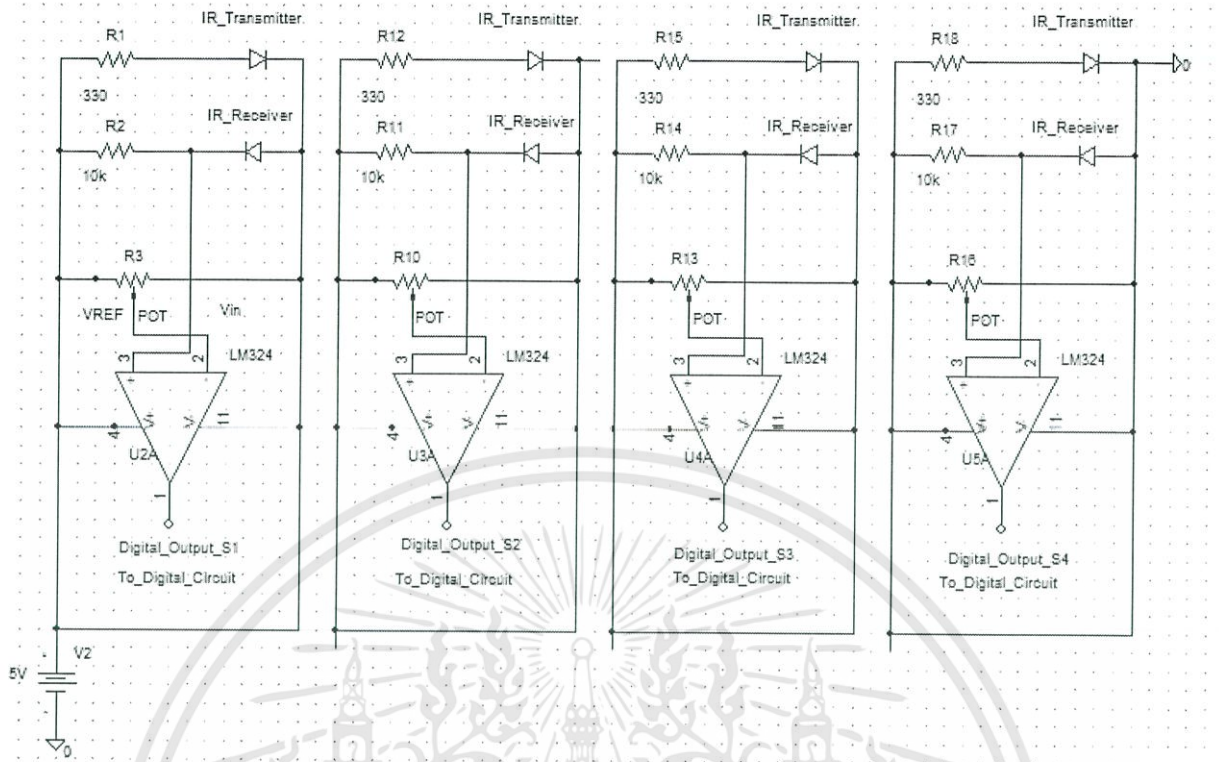 IR_Transmitter
R1
330
R2
IR_Receiver
10k
R3
VREF
POT
Vin
3
2
LM324
+
-
4
V+
V-
11
U2A
1
Digital_Output_S1
To_Digital_Circuit
V2
5V
0
IR_Transmitter
R12
330
R11
IR_Receiver
10k
R10
POT
3
2
LM324
+
-
4
V+
V-
11
U3A
1
Digital_Output_S2
To_Digital_Circuit
IR_Transmitter
R15
330
R14
IR_Receiver
10k
R13
POT
3
2
LM324
+
-
4
V+
V-
11
U4A
1
Digital_Output_S3
To_Digital_Circuit
IR_Transmitter
R18
0
330
R17
IR_Receiver
10k
R16
POT
3
2
LM324
+
-
4
V+
V-
11
U5A
1
Digital_Output_S4
To_Digital_Circuit